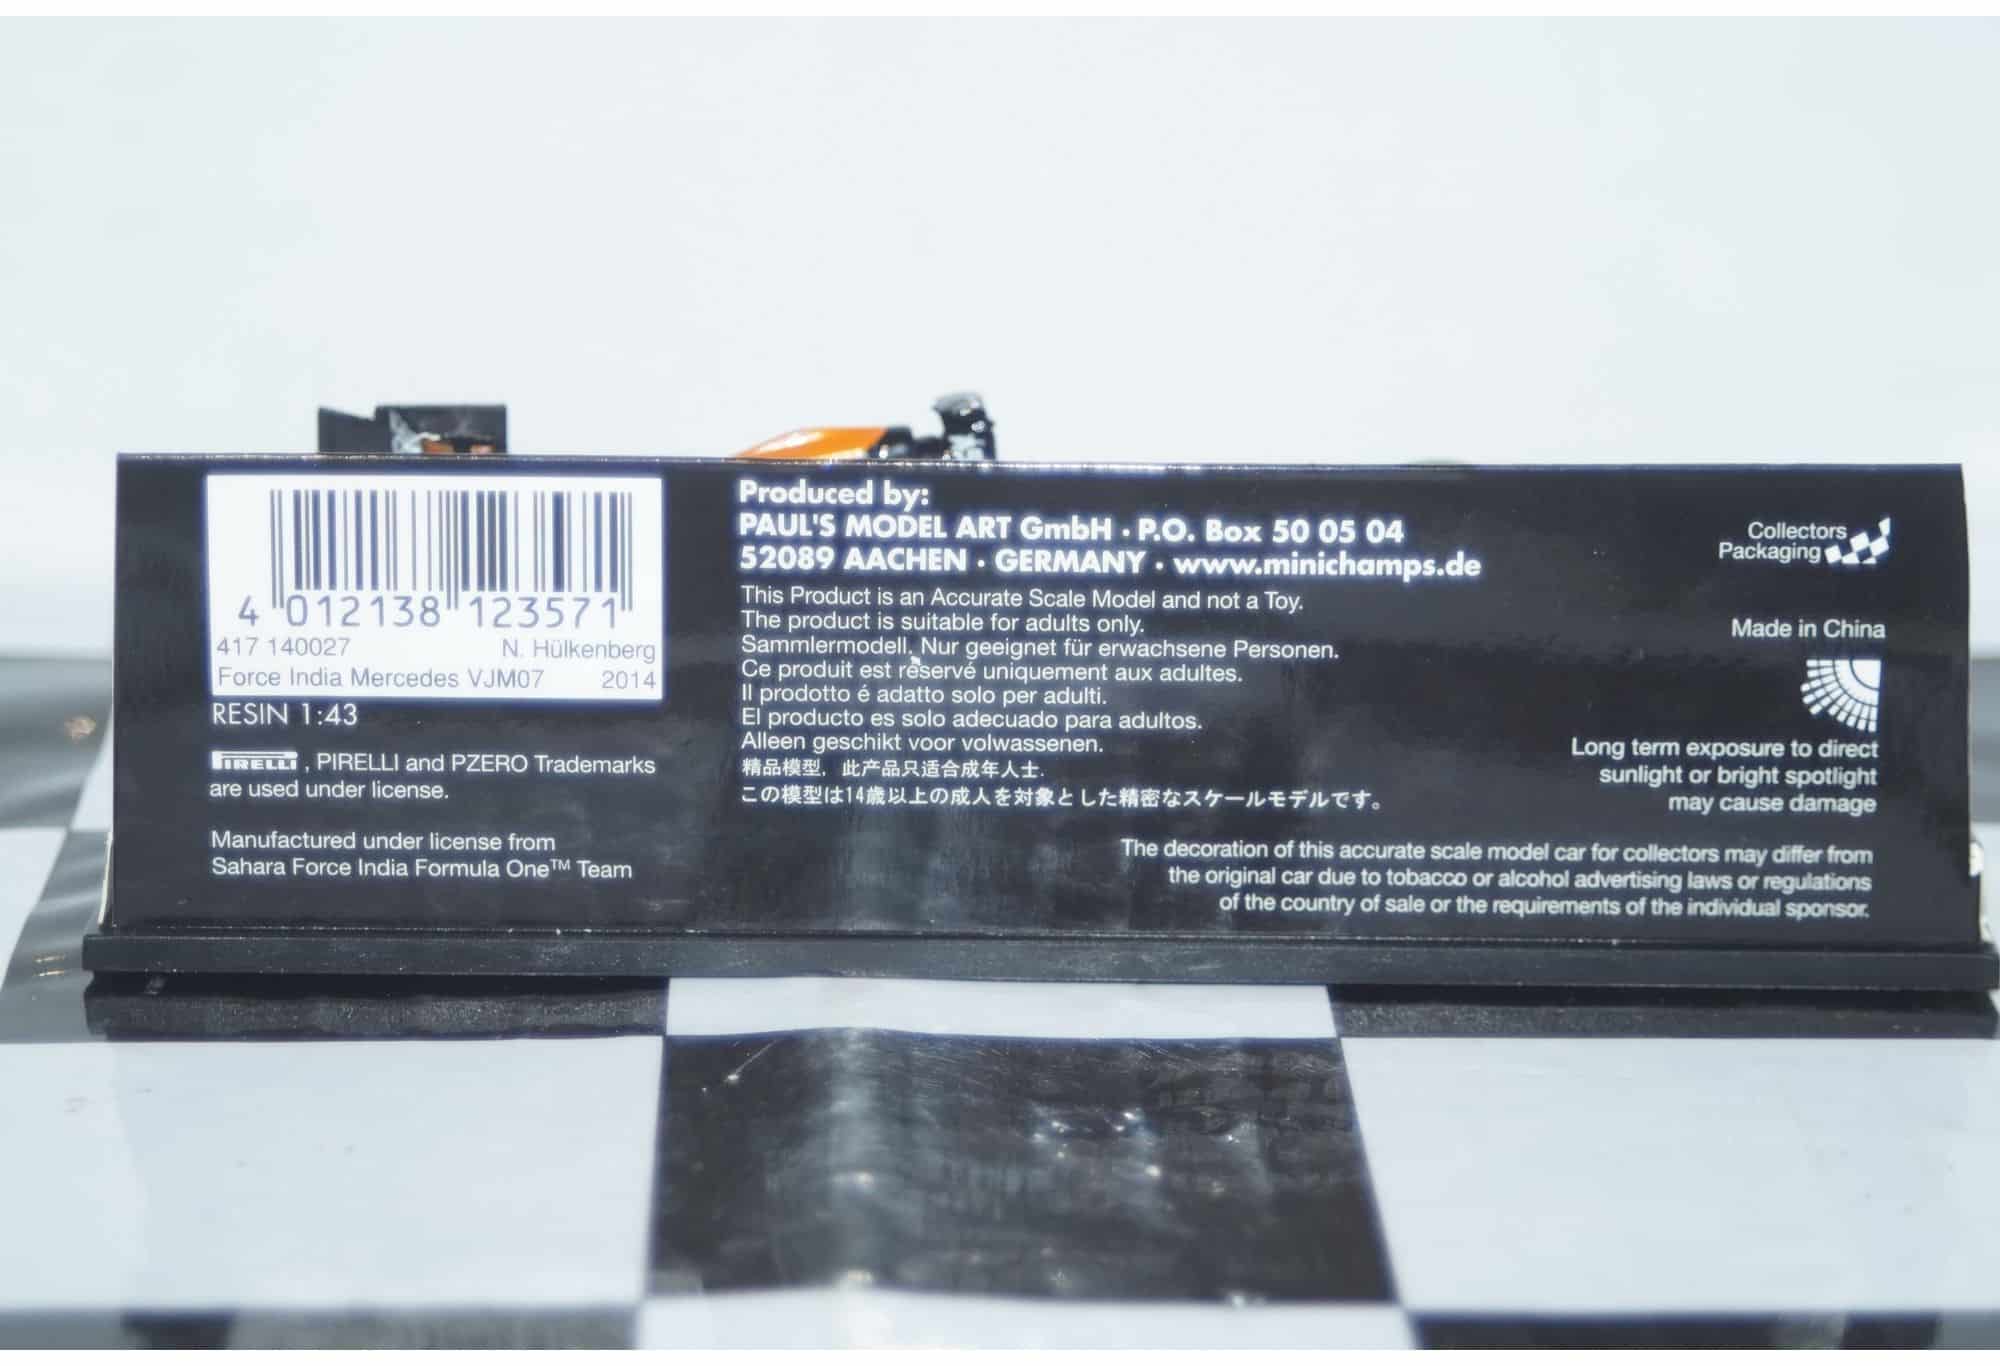 4 012138 123571
417 140027 N. Hülkenberg
Force India Mercedes VJM07 2014
RESIN 1:43
PIRELLI, PIRELLI and PZERO Trademarks
are used under license.
Manufactured under license from
Sahara Force India Formula One™ Team
Produced by:
PAUL'S MODEL ART GmbH · P.O. Box 50 05 04
52089 AACHEN · GERMANY · www.minichamps.de
This Product is an Accurate Scale Model and not a Toy.
The product is suitable for adults only.
Sammlermodell. Nur geeignet für erwachsene Personen.
Ce produit est réservé uniquement aux adultes.
Il prodotto é adatto solo per adulti.
El producto es solo adecuado para adultos.
Alleen geschikt voor volwassenen.
精品模型，此产品只适合成年人士.
この模型は14歳以上の成人を対象とした精密なスケールモデルです。
Collectors
Packaging
Made in China
Long term exposure to direct
sunlight or bright spotlight
may cause damage
The decoration of this accurate scale model car for collectors may differ from
the original car due to tobacco or alcohol advertising laws or regulations
of the country of sale or the requirements of the individual sponsor.